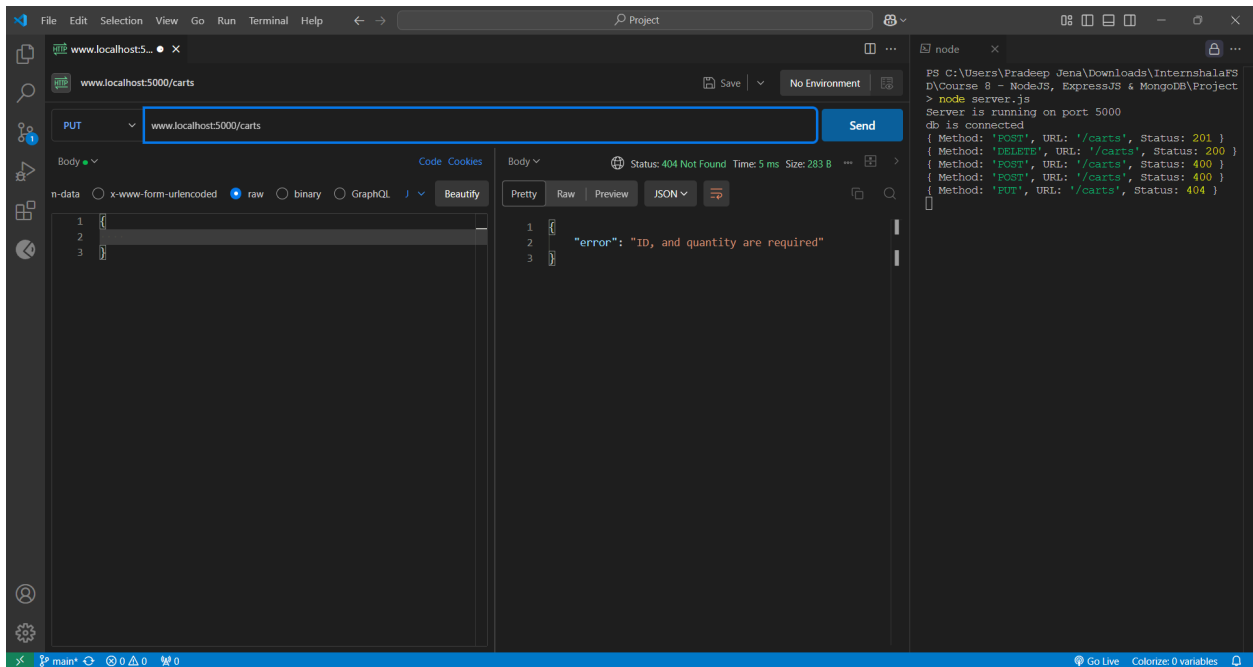 File Edit Selection View Go Run Terminal Help
Project
www.localhost:5...
node
www.localhost:5000/carts
Save
No Environment
PUT
www.localhost:5000/carts
Send
Body
Code Cookies
n-data x-www-form-urlencoded raw binary GraphQL J
Beautify
1 {
2
3 }
Body
Status: 404 Not Found Time: 5 ms Size: 283 B
Pretty Raw Preview JSON
1 {
2 "error": "ID, and quantity are required"
3 }
PS C:\Users\Pradeep Jena\Downloads\InternshalaFS
D\Course 8 - NodeJS, ExpressJS & MongoDB\Project
> node server.js
Server is running on port 5000
db is connected
{ Method: 'POST', URL: '/carts', Status: 201 }
{ Method: 'DELETE', URL: '/carts', Status: 200 }
{ Method: 'POST', URL: '/carts', Status: 400 }
{ Method: 'POST', URL: '/carts', Status: 400 }
{ Method: 'PUT', URL: '/carts', Status: 404 }
1
main* 0 0 0
Go Live Colorize: 0 variables